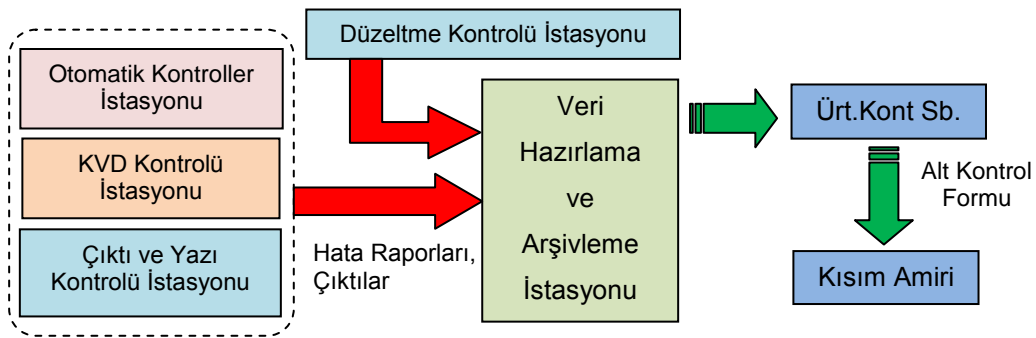 Düzeltme Kontrolü İstasyonu
Otomatik Kontroller
İstasyonu
KVD Kontrolü
İstasyonu
Çıktı ve Yazı
Kontrolü İstasyonu
Hata Raporları,
Çıktılar
Veri
Hazırlama
ve
Arşivleme
İstasyonu
Ürt.Kont Sb.
Alt Kontrol
Formu
Kısım Amiri